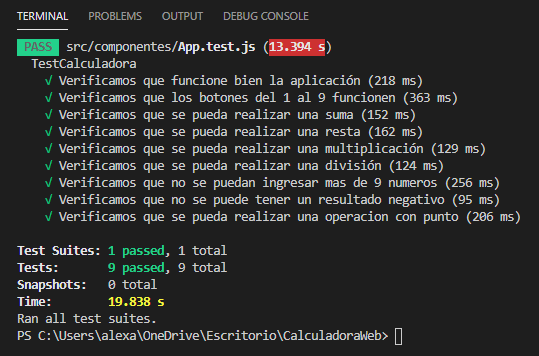 TERMINAL PROBLEMS OUTPUT DEBUG CONSOLE
PASS src/componentes/App.test.js (13.394 s)
TestCalculadora
√ Verificamos que funcione bien la aplicación (218 ms)
√ Verificamos que los botones del 1 al 9 funcionen (363 ms)
√ Verificamos que se pueda realizar una suma (152 ms)
√ Verificamos que se pueda realizar una resta (162 ms)
√ Verificamos que se pueda realizar una multiplicación (129 ms)
√ Verificamos que se pueda realizar una división (124 ms)
√ Verificamos que no se puedan ingresar mas de 9 numeros (256 ms)
√ Verificamos que no se puede tener un resultado negativo (95 ms)
√ Verificamos que se pueda realizar una operacion con punto (206 ms)
Test Suites: 1 passed, 1 total
Tests: 9 passed, 9 total
Snapshots: 0 total
Time: 19.838 s
Ran all test suites.
PS C:\Users\alexa\OneDrive\Escritorio\CalculadoraWeb>